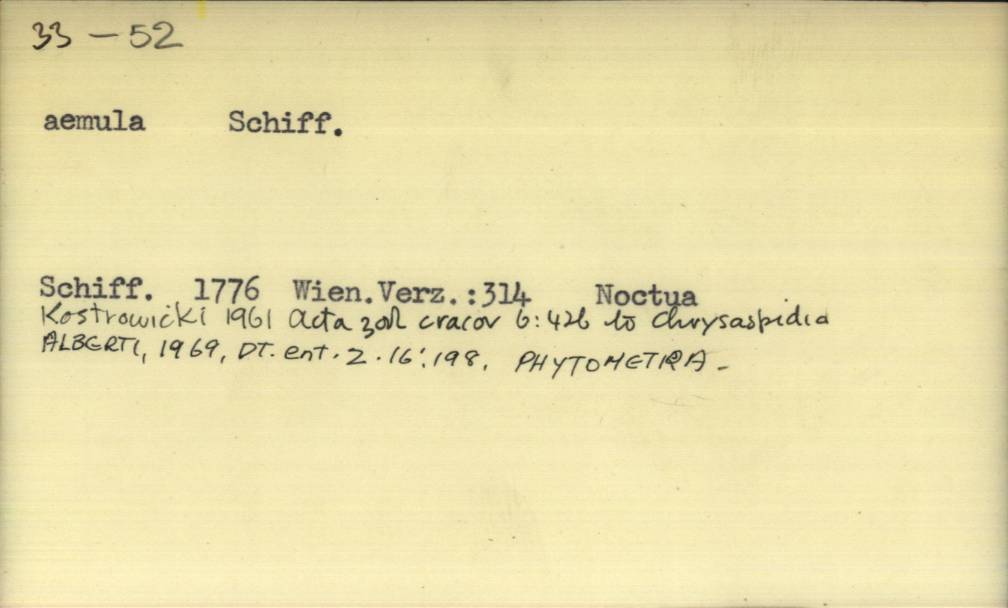 33 - 52
aemula Schiff.
Schiff. 1776 Wien.Verz.:314 Noctua
Kostrowicki 1961 Acta zool cracov 6:426 to Chrysaspidia
ALBERTI, 1969, DT. ent. Z. 16:198. PHYTOMETRA -